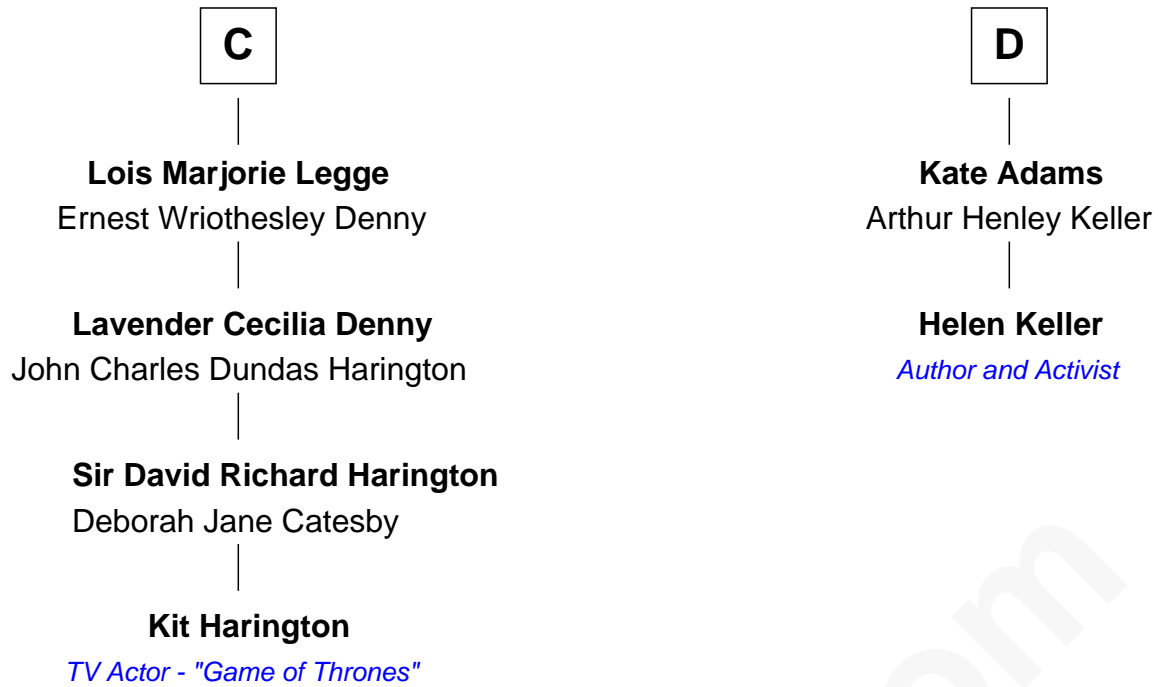 C
Lois Marjorie Legge
Ernest Wriothesley Denny
Lavender Cecilia Denny
John Charles Dundas Harington
Sir David Richard Harington
Deborah Jane Catesby
Kit Harington
TV Actor - "Game of Thrones"
D
Kate Adams
Arthur Henley Keller
Helen Keller
Author and Activist
om